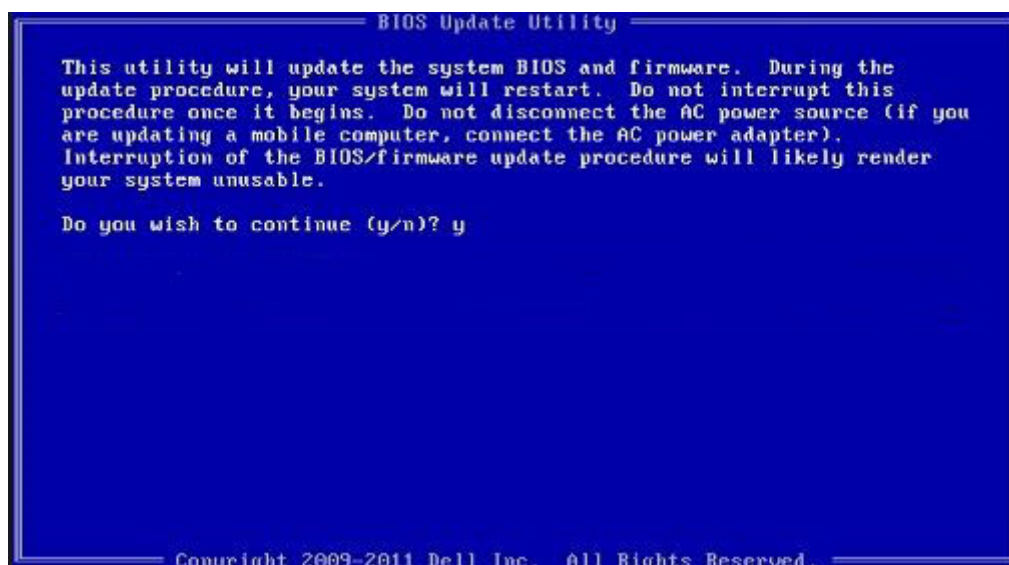 BIOS Update Utility
This utility will update the system BIOS and firmware. During the
update procedure, your system will restart. Do not interrupt this
procedure once it begins. Do not disconnect the AC power source (if you
are updating a mobile computer, connect the AC power adapter).
Interruption of the BIOS/firmware update procedure will likely render
your system unusable.
Do you wish to continue (y/n)? y
Copyright 2009-2011 Dell Inc. All Rights Reserved.